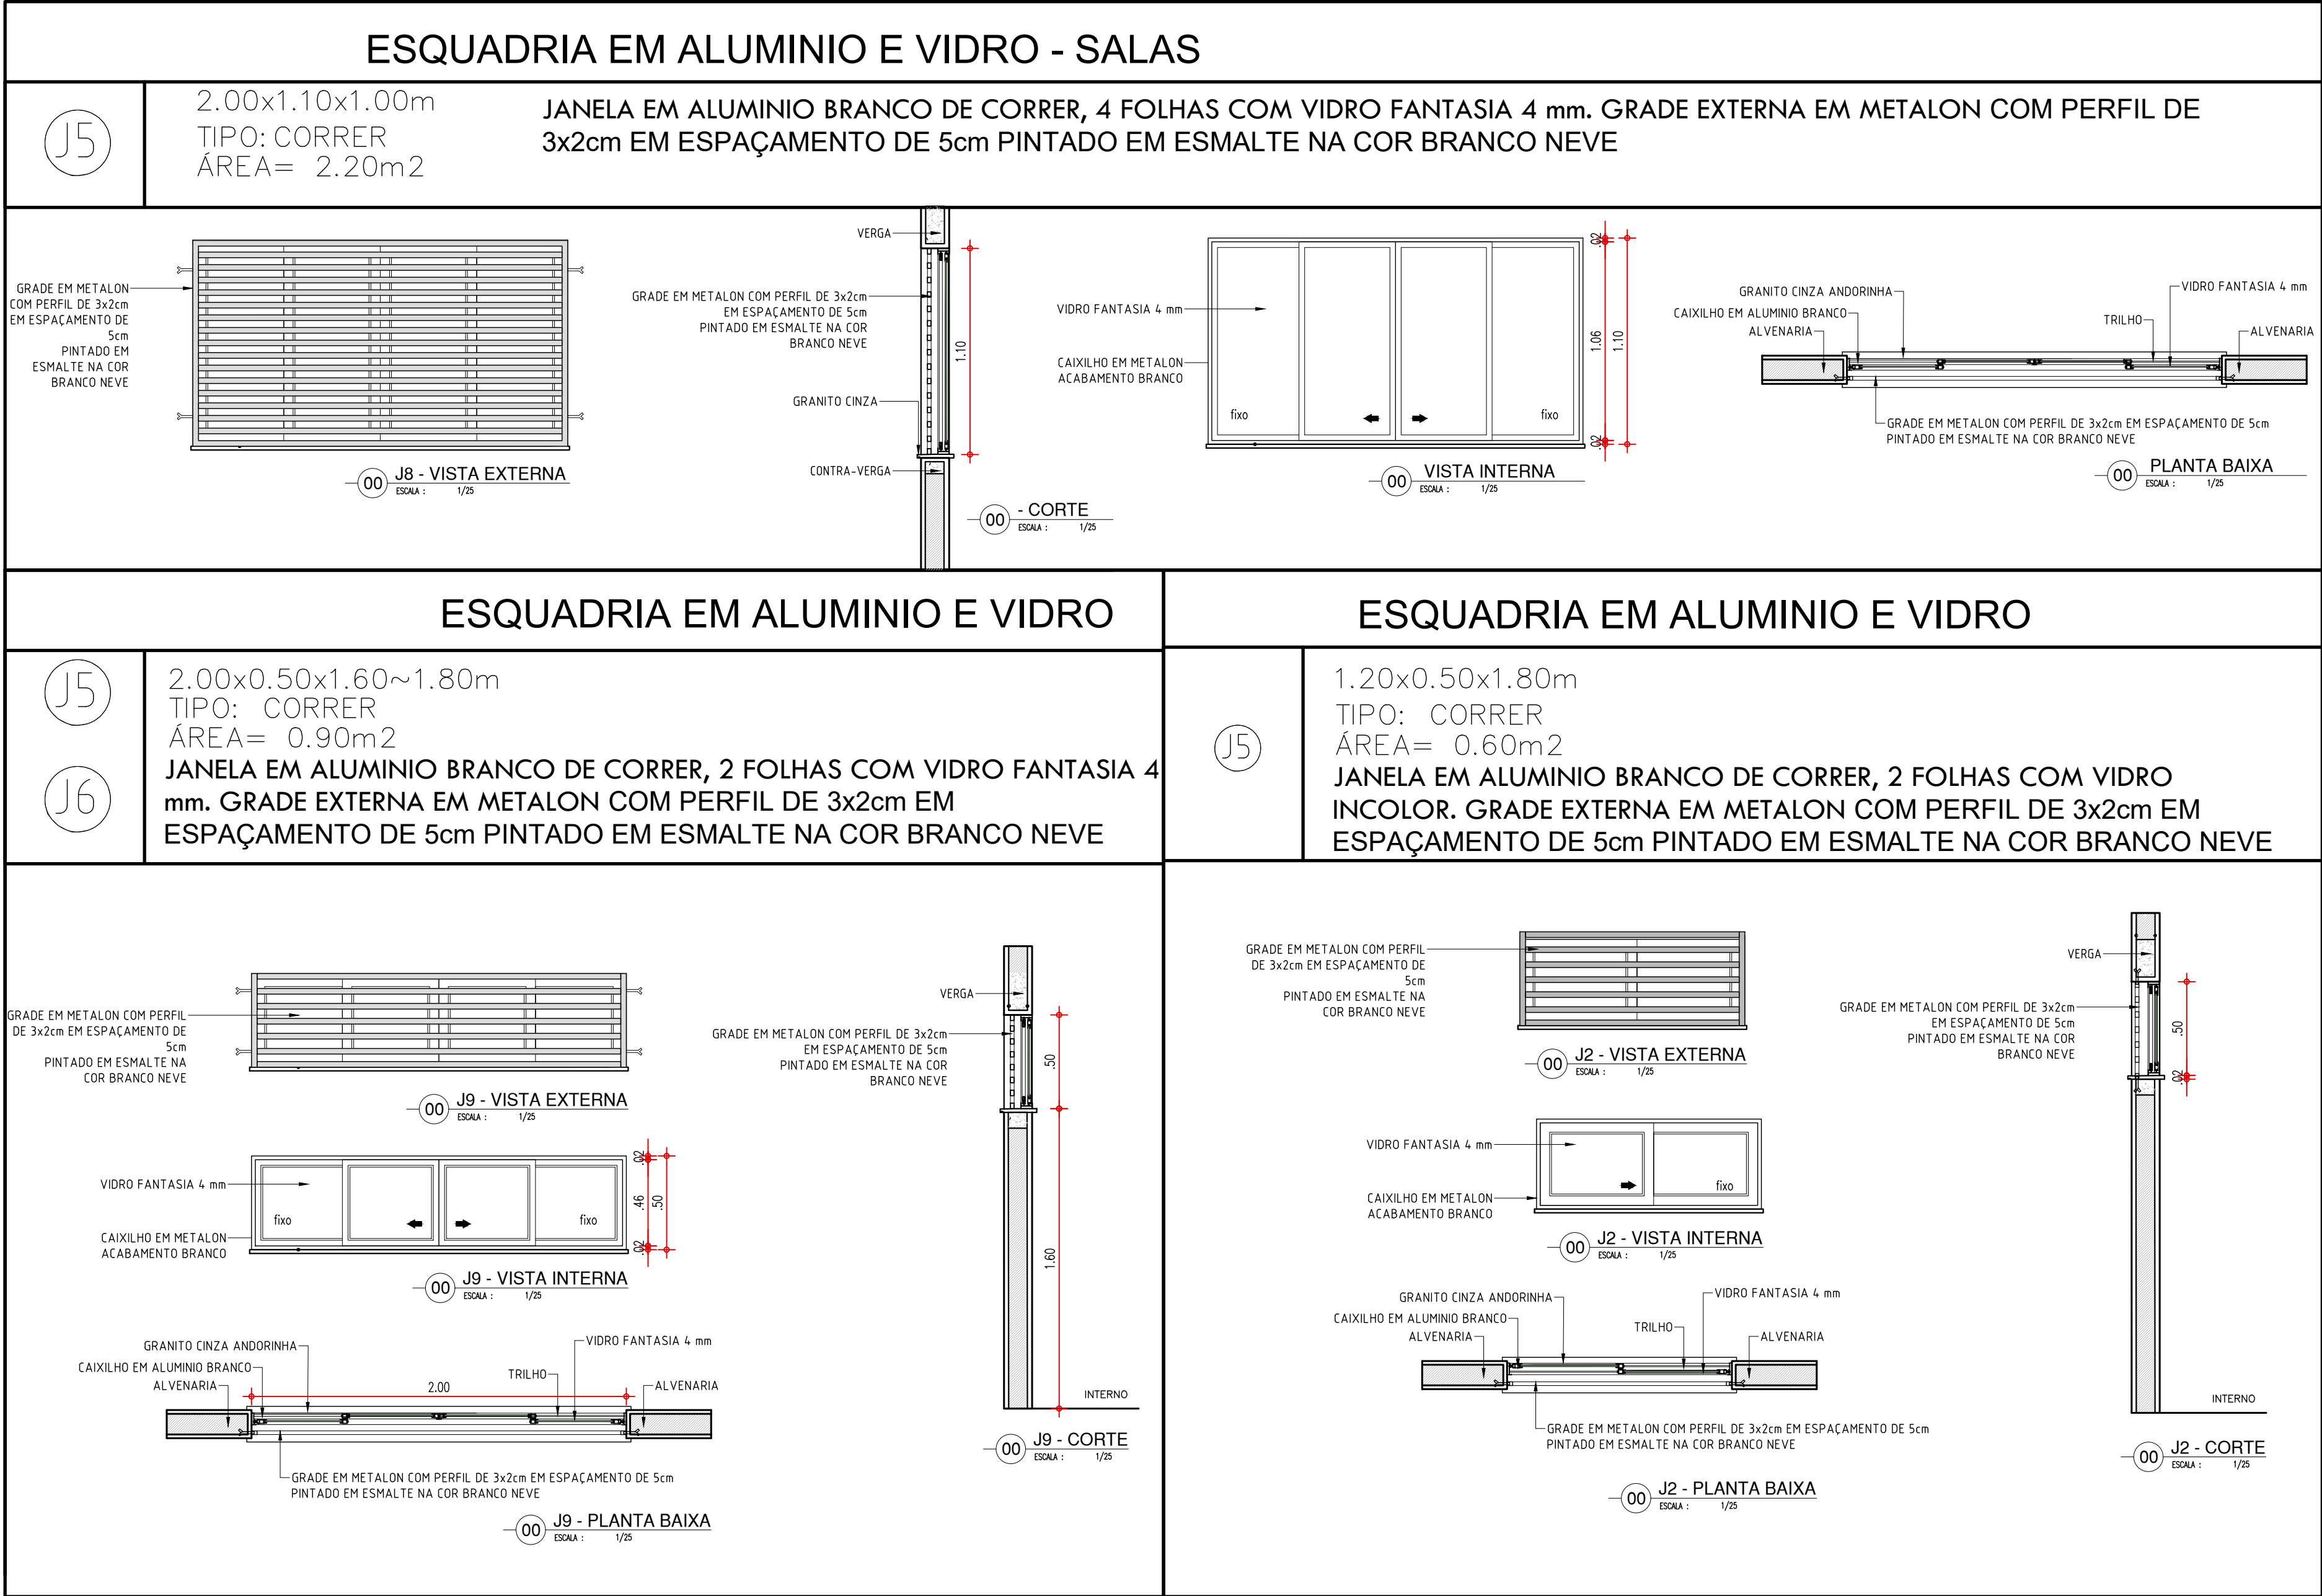 ESQUADRIA EM ALUMINIO E VIDRO - SALAS
J5
2.00x1.10x1.00m
TIPO: CORRER
ÁREA= 2.20m2
JANELA EM ALUMINIO BRANCO DE CORRER, 4 FOLHAS COM VIDRO FANTASIA 4 mm. GRADE EXTERNA EM METALON COM PERFIL DE
3x2cm EM ESPAÇAMENTO DE 5cm PINTADO EM ESMALTE NA COR BRANCO NEVE
GRADE EM METALON
COM PERFIL DE 3x2cm
EM ESPAÇAMENTO DE
5cm
PINTADO EM
ESMALTE NA COR
BRANCO NEVE
00 J8 - VISTA EXTERNA
ESCALA : 1/25
VERGA
GRADE EM METALON COM PERFIL DE 3x2cm
EM ESPAÇAMENTO DE 5cm
PINTADO EM ESMALTE NA COR
BRANCO NEVE
1.10
GRANITO CINZA
CONTRA-VERGA
00 - CORTE
ESCALA : 1/25
VIDRO FANTASIA 4 mm
CAIXILHO EM METALON
ACABAMENTO BRANCO
fixo
fixo
.02
1.06
1.10
.02
00 VISTA INTERNA
ESCALA : 1/25
GRANITO CINZA ANDORINHA
CAIXILHO EM ALUMINIO BRANCO
ALVENARIA
VIDRO FANTASIA 4 mm
TRILHO
ALVENARIA
GRADE EM METALON COM PERFIL DE 3x2cm EM ESPAÇAMENTO DE 5cm
PINTADO EM ESMALTE NA COR BRANCO NEVE
00 PLANTA BAIXA
ESCALA : 1/25
ESQUADRIA EM ALUMINIO E VIDRO
J5
J6
2.00x0.50x1.60~1.80m
TIPO: CORRER
ÁREA= 0.90m2
JANELA EM ALUMINIO BRANCO DE CORRER, 2 FOLHAS COM VIDRO FANTASIA 4
mm. GRADE EXTERNA EM METALON COM PERFIL DE 3x2cm EM
ESPAÇAMENTO DE 5cm PINTADO EM ESMALTE NA COR BRANCO NEVE
GRADE EM METALON COM PERFIL
DE 3x2cm EM ESPAÇAMENTO DE
5cm
PINTADO EM ESMALTE NA
COR BRANCO NEVE
00 J9 - VISTA EXTERNA
ESCALA : 1/25
VIDRO FANTASIA 4 mm
CAIXILHO EM METALON
ACABAMENTO BRANCO
fixo
fixo
.02
.46
.50
.02
00 J9 - VISTA INTERNA
ESCALA : 1/25
GRANITO CINZA ANDORINHA
CAIXILHO EM ALUMINIO BRANCO
ALVENARIA
2.00
TRILHO
VIDRO FANTASIA 4 mm
ALVENARIA
GRADE EM METALON COM PERFIL DE 3x2cm EM ESPAÇAMENTO DE 5cm
PINTADO EM ESMALTE NA COR BRANCO NEVE
00 J9 - PLANTA BAIXA
ESCALA : 1/25
VERGA
GRADE EM METALON COM PERFIL DE 3x2cm
EM ESPAÇAMENTO DE 5cm
PINTADO EM ESMALTE NA COR
BRANCO NEVE
.50
1.60
INTERNO
00 J9 - CORTE
ESCALA : 1/25
ESQUADRIA EM ALUMINIO E VIDRO
J5
1.20x0.50x1.80m
TIPO: CORRER
ÁREA= 0.60m2
JANELA EM ALUMINIO BRANCO DE CORRER, 2 FOLHAS COM VIDRO
INCOLOR. GRADE EXTERNA EM METALON COM PERFIL DE 3x2cm EM
ESPAÇAMENTO DE 5cm PINTADO EM ESMALTE NA COR BRANCO NEVE
GRADE EM METALON COM PERFIL
DE 3x2cm EM ESPAÇAMENTO DE
5cm
PINTADO EM ESMALTE NA
COR BRANCO NEVE
00 J2 - VISTA EXTERNA
ESCALA : 1/25
VIDRO FANTASIA 4 mm
CAIXILHO EM METALON
ACABAMENTO BRANCO
fixo
00 J2 - VISTA INTERNA
ESCALA : 1/25
GRANITO CINZA ANDORINHA
CAIXILHO EM ALUMINIO BRANCO
ALVENARIA
TRILHO
VIDRO FANTASIA 4 mm
ALVENARIA
GRADE EM METALON COM PERFIL DE 3x2cm EM ESPAÇAMENTO DE 5cm
PINTADO EM ESMALTE NA COR BRANCO NEVE
00 J2 - PLANTA BAIXA
ESCALA : 1/25
VERGA
GRADE EM METALON COM PERFIL DE 3x2cm
EM ESPAÇAMENTO DE 5cm
PINTADO EM ESMALTE NA COR
BRANCO NEVE
.50
.02
INTERNO
00 J2 - CORTE
ESCALA : 1/25